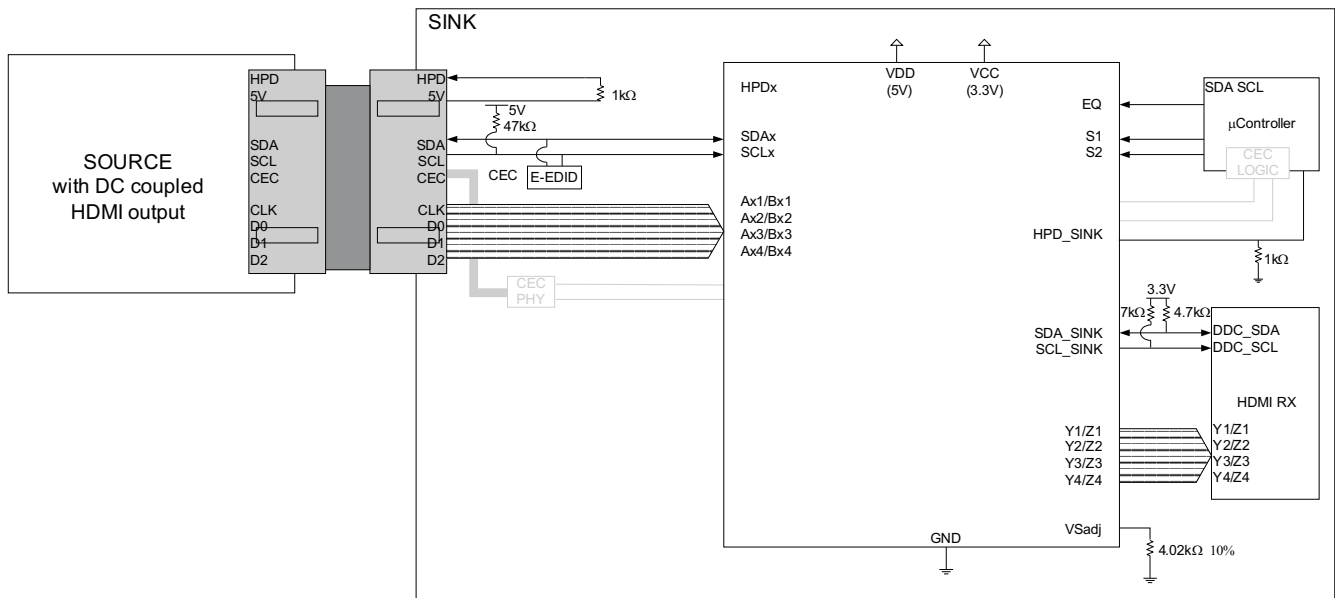 SINK
SOURCE
with DC coupled
HDMI output
HPD
5V
SDA
SCL
CEC
CLK
D0
D1
D2
HPD
5V
SDA
SCL
CEC
CLK
D0
D1
D2
1kΩ
5V
47kΩ
CEC
E-EDID
CEC
PHY
HPDx
SDAx
SCLx
Ax1/Bx1
Ax2/Bx2
Ax3/Bx3
Ax4/Bx4
VDD
(5V)
VCC
(3.3V)
EQ
S1
S2
HPD_SINK
SDA_SINK
SCL_SINK
Y1/Z1
Y2/Z2
Y3/Z3
Y4/Z4
VSadj
GND
SDA SCL
μController
CEC
LOGIC
1kΩ
3.3V
7kΩ 4.7kΩ
DDC_SDA
DDC_SCL
HDMI RX
Y1/Z1
Y2/Z2
Y3/Z3
Y4/Z4
4.02kΩ 10%